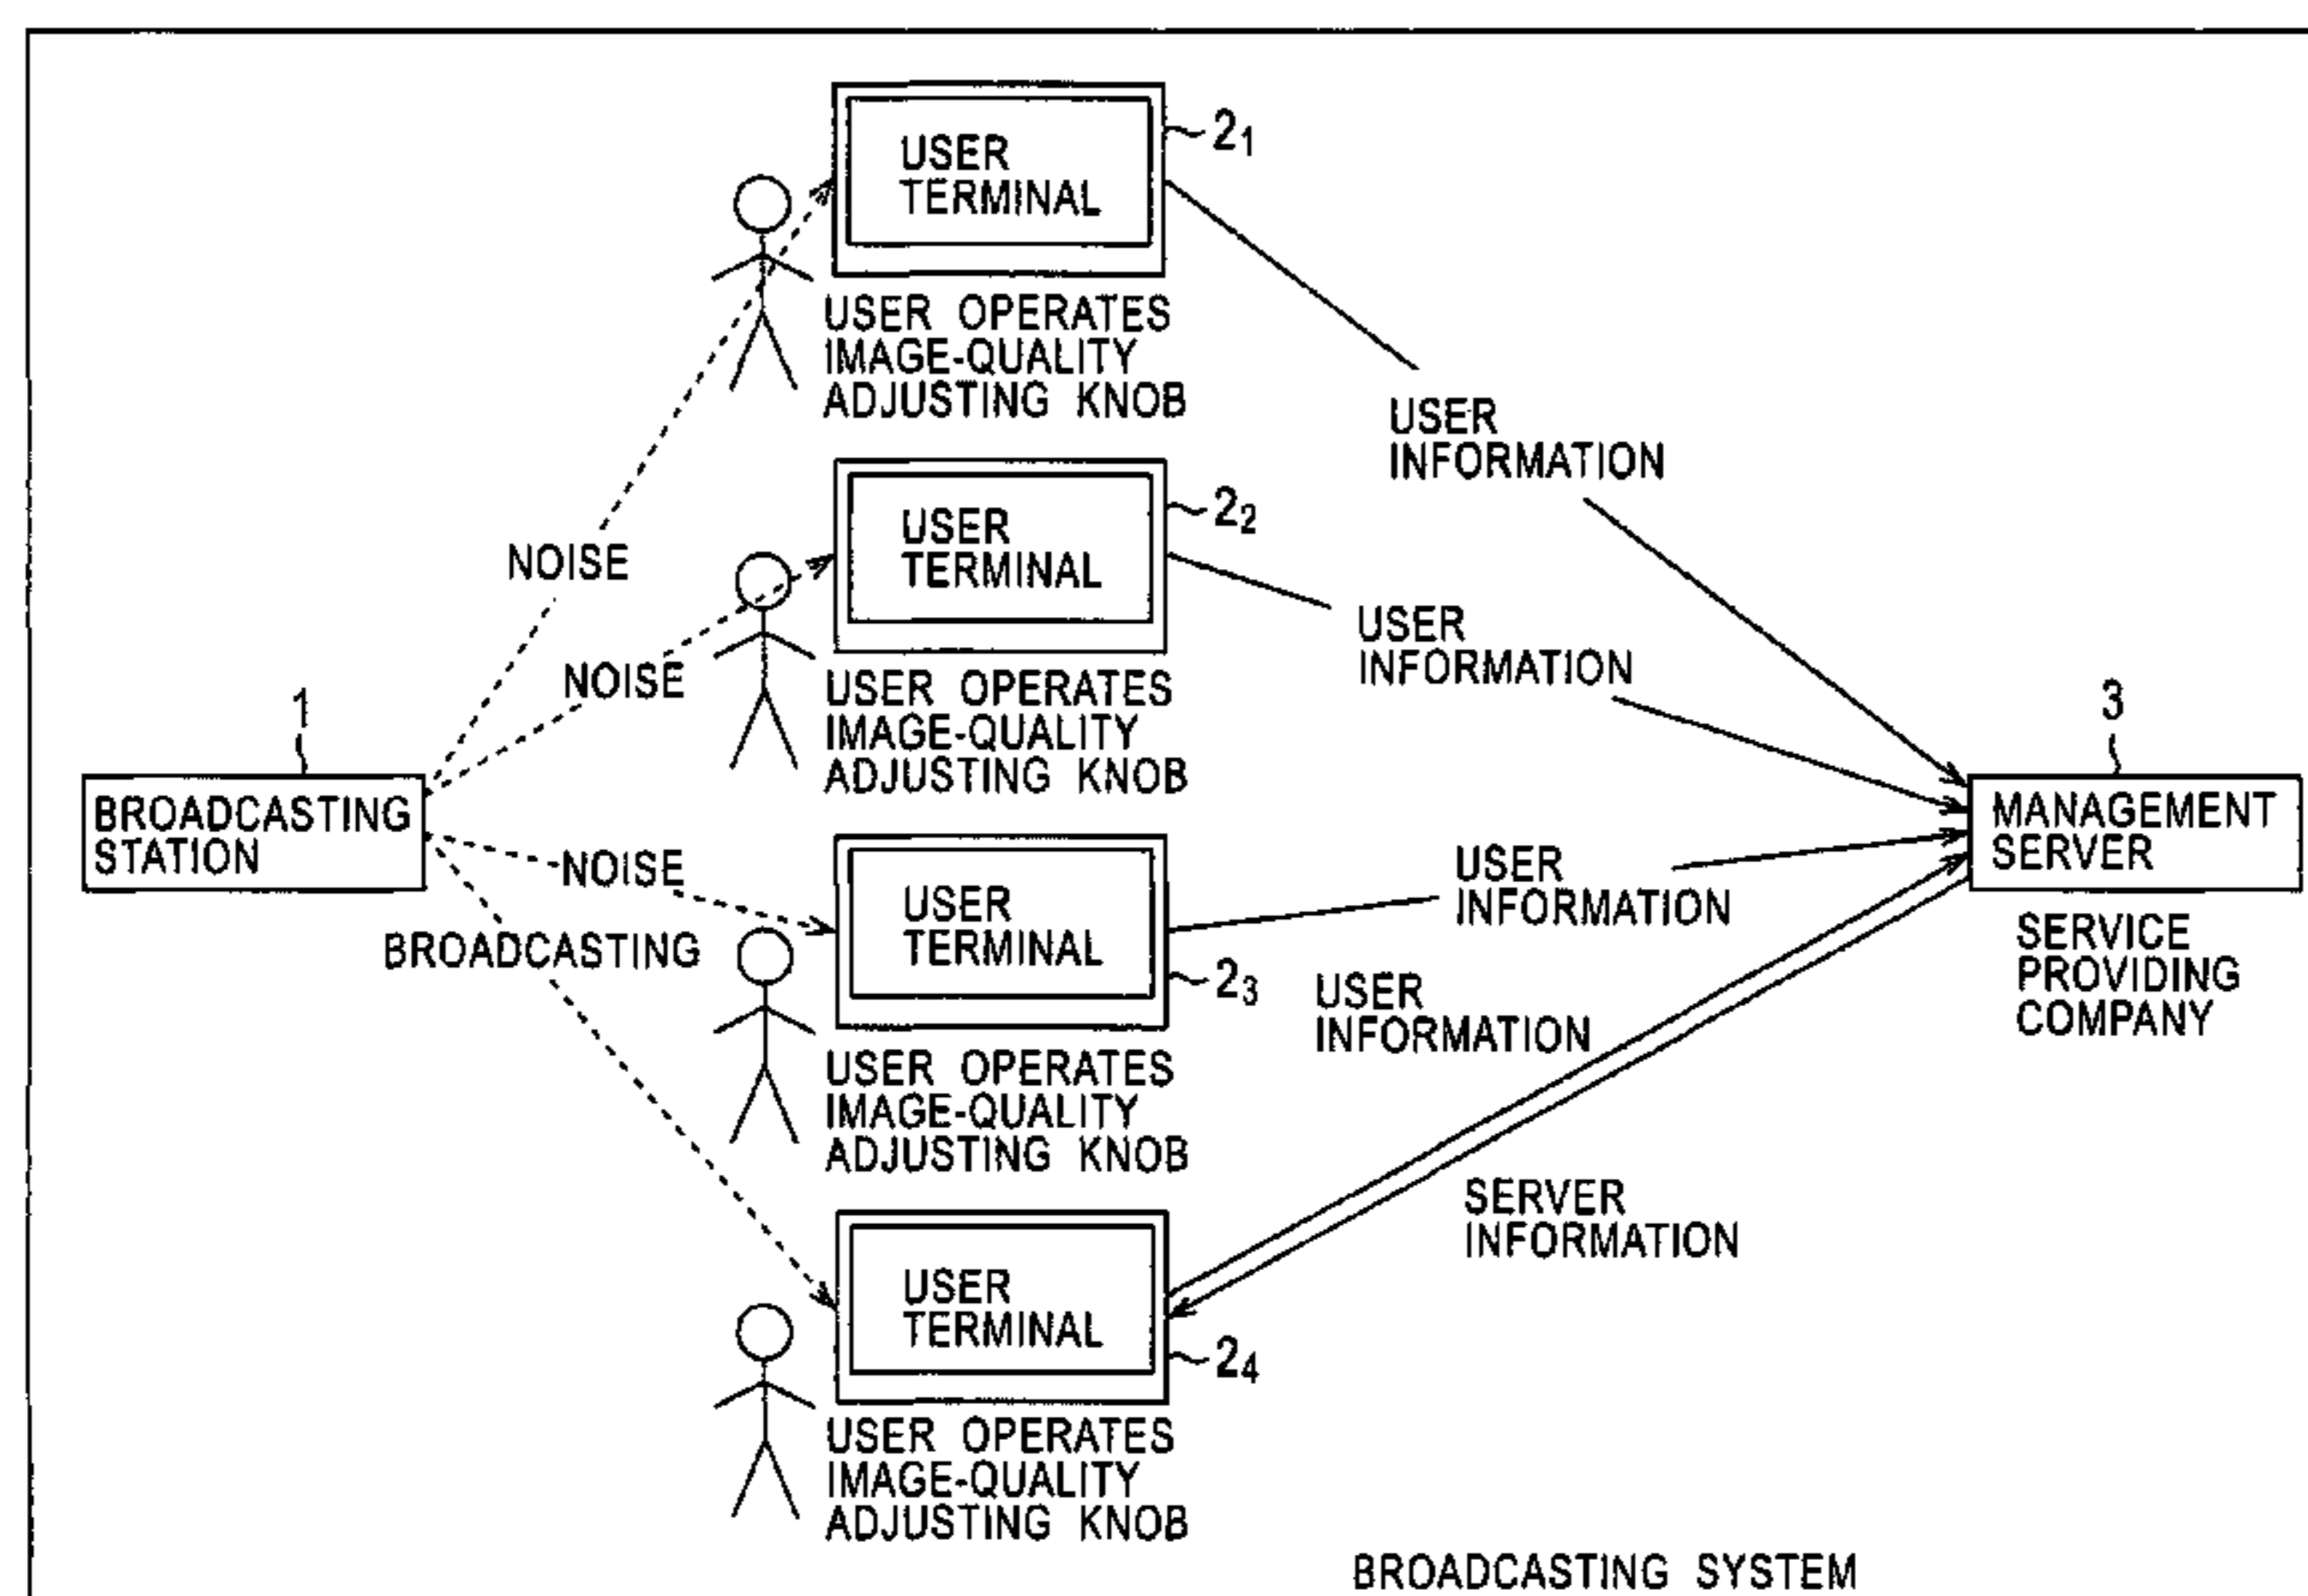 USER
TERMINAL
2₁
USER OPERATES
IMAGE-QUALITY
ADJUSTING KNOB
USER
INFORMATION
USER
TERMINAL
2₂
NOISE
USER
INFORMATION
NOISE
USER OPERATES
IMAGE-QUALITY
ADJUSTING KNOB
1
3
BROADCASTING
STATION
MANAGEMENT
SERVER
NOISE
USER
INFORMATION
USER
TERMINAL
2₃
SERVICE
PROVIDING
COMPANY
BROADCASTING
USER
INFORMATION
USER OPERATES
IMAGE-QUALITY
ADJUSTING KNOB
SERVER
INFORMATION
USER
TERMINAL
2₄
USER OPERATES
IMAGE-QUALITY
ADJUSTING KNOB
BROADCASTING SYSTEM